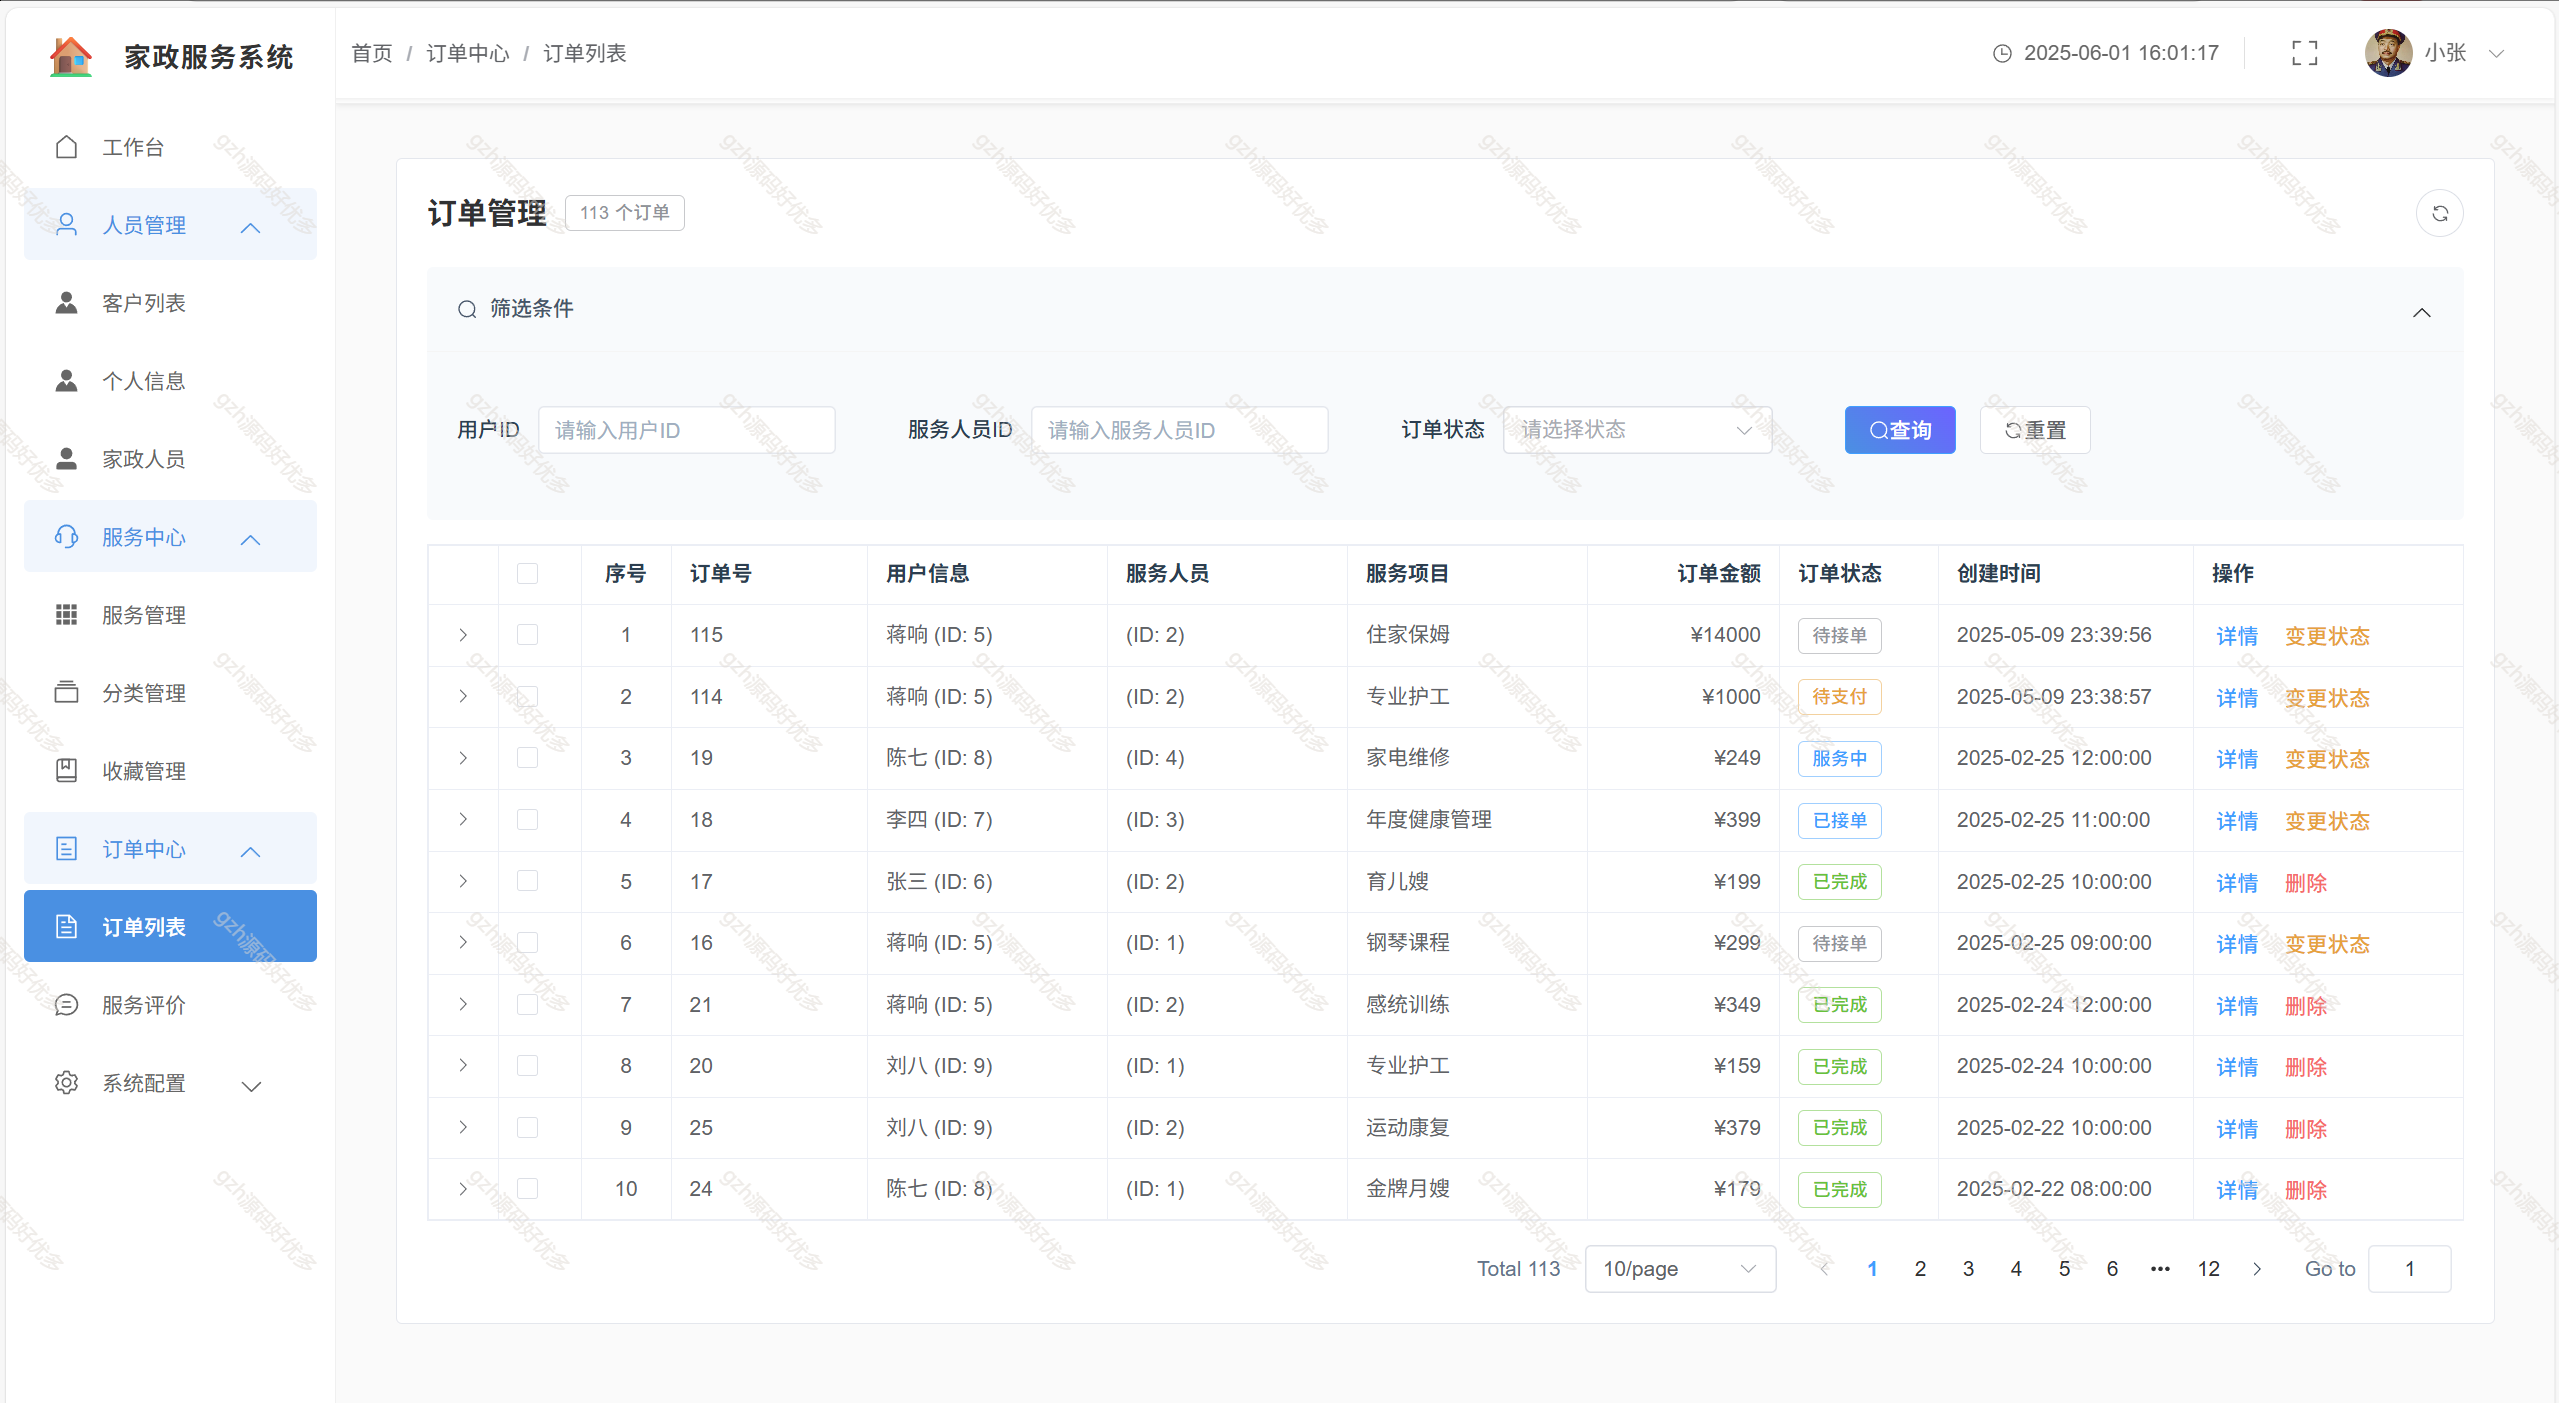 家政服务系统
首页 / 订单中心 / 订单列表
2025-06-01 16:01:17
小张
工作台
人员管理
客户列表
个人信息
家政人员
服务中心
服务管理
分类管理
收藏管理
订单中心
订单列表
服务评价
系统配置
订单管理 113 个订单
筛选条件
用户ID 请输入用户ID 服务人员ID 请输入服务人员ID 订单状态 请选择状态 查询 重置
序号 订单号 用户信息 服务人员 服务项目 订单金额 订单状态 创建时间 操作
1 115 蒋响 (ID: 5) (ID: 2) 住家保姆 ¥14000 待接单 2025-05-09 23:39:56 详情 变更状态
2 114 蒋响 (ID: 5) (ID: 2) 专业护工 ¥1000 待支付 2025-05-09 23:38:57 详情 变更状态
3 19 陈七 (ID: 8) (ID: 4) 家电维修 ¥249 服务中 2025-02-25 12:00:00 详情 变更状态
4 18 李四 (ID: 7) (ID: 3) 年度健康管理 ¥399 已接单 2025-02-25 11:00:00 详情 变更状态
5 17 张三 (ID: 6) (ID: 2) 育儿嫂 ¥199 已完成 2025-02-25 10:00:00 详情 删除
6 16 蒋响 (ID: 5) (ID: 1) 钢琴课程 ¥299 待接单 2025-02-25 09:00:00 详情 变更状态
7 21 蒋响 (ID: 5) (ID: 2) 感统训练 ¥349 已完成 2025-02-24 12:00:00 详情 删除
8 20 刘八 (ID: 9) (ID: 1) 专业护工 ¥159 已完成 2025-02-24 10:00:00 详情 删除
9 25 刘八 (ID: 9) (ID: 2) 运动康复 ¥379 已完成 2025-02-22 10:00:00 详情 删除
10 24 陈七 (ID: 8) (ID: 1) 金牌月嫂 ¥179 已完成 2025-02-22 08:00:00 详情 删除
Total 113 10/page 1 2 3 4 5 6 ••• 12 Go to 1
gzh源码好优多